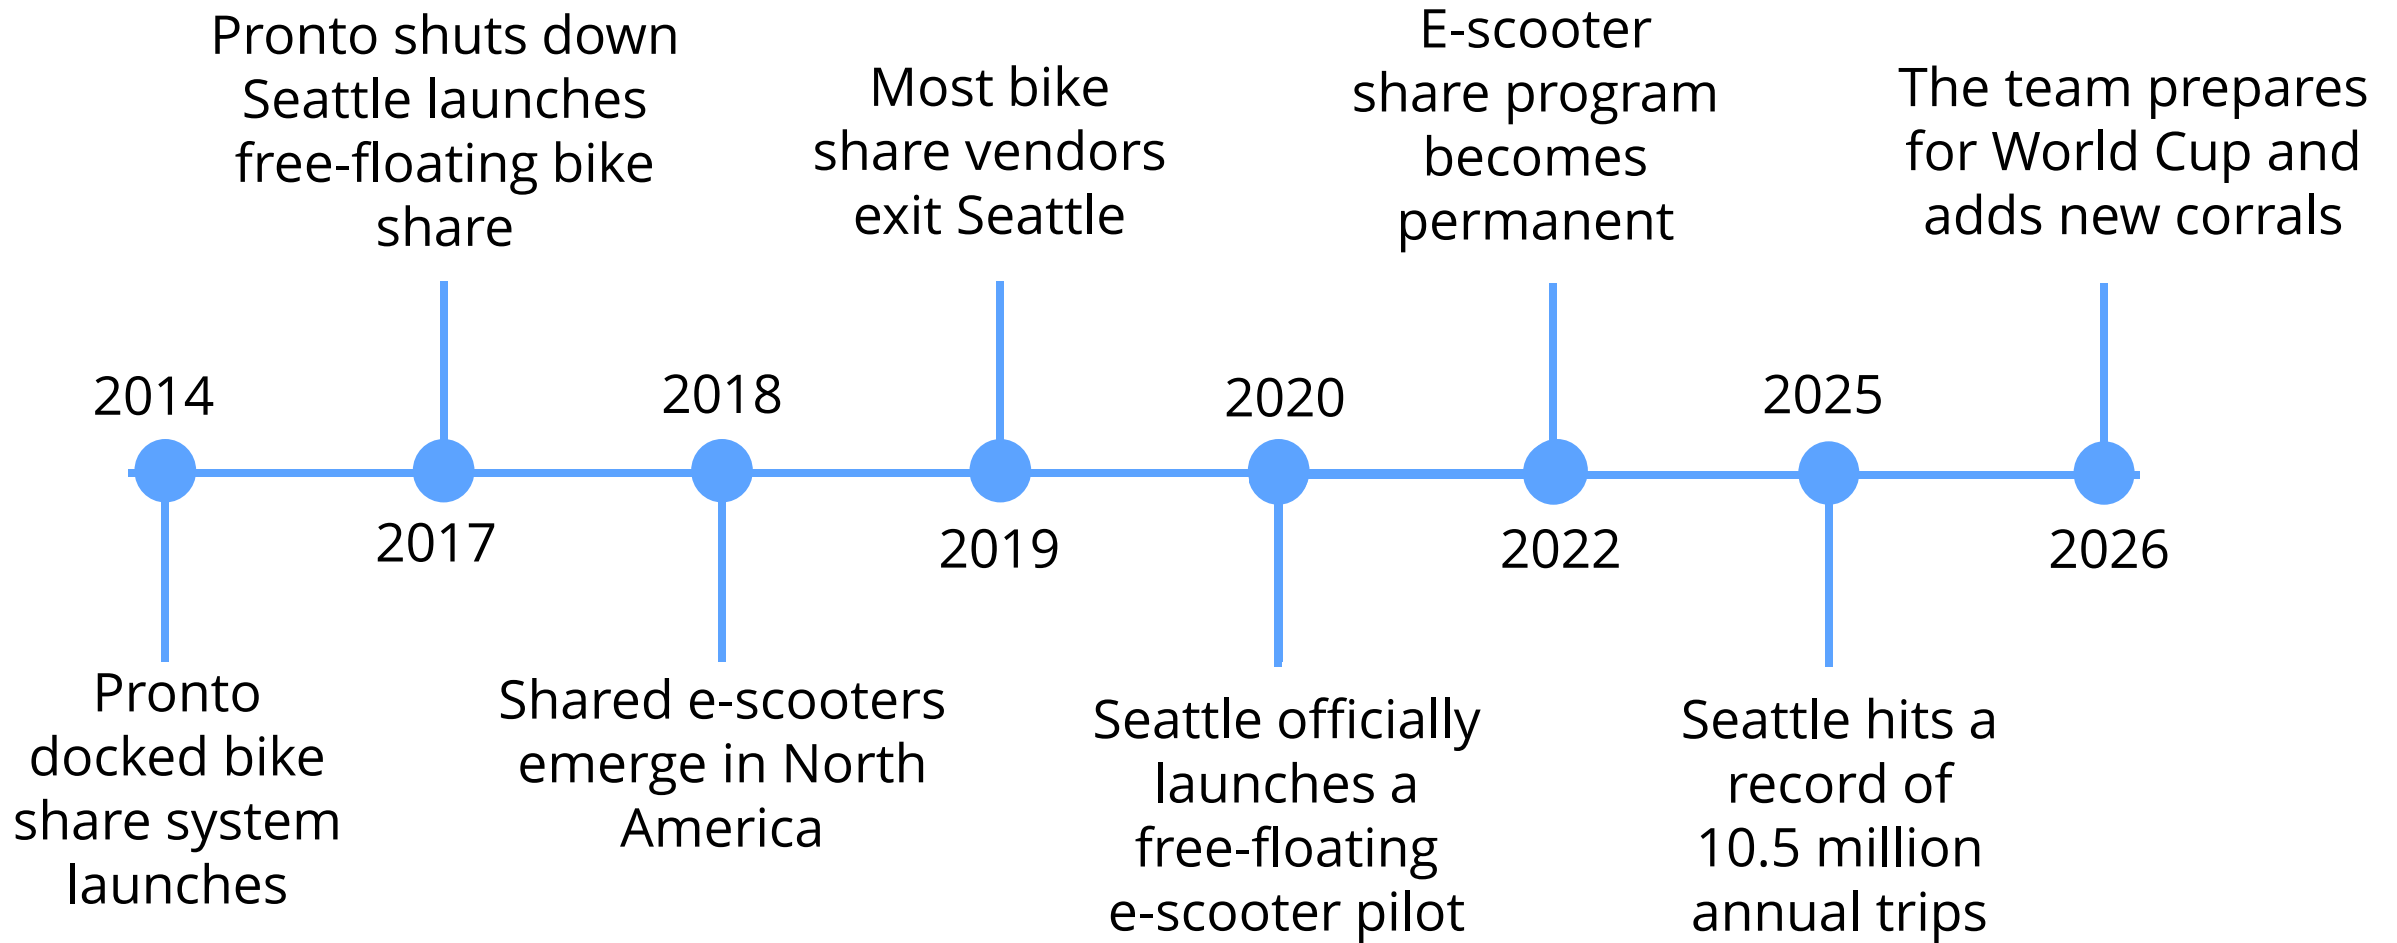 2014
Pronto
docked bike
share system
launches
Pronto shuts down
Seattle launches
free-floating bike
share
2017
2018
Shared e-scooters
emerge in North
America
Most bike
share vendors
exit Seattle
2019
2020
Seattle officially
launches a
free-floating
e-scooter pilot
E-scooter
share program
becomes
permanent
2022
2025
Seattle hits a
record of
10.5 million
annual trips
The team prepares
for World Cup and
adds new corrals
2026